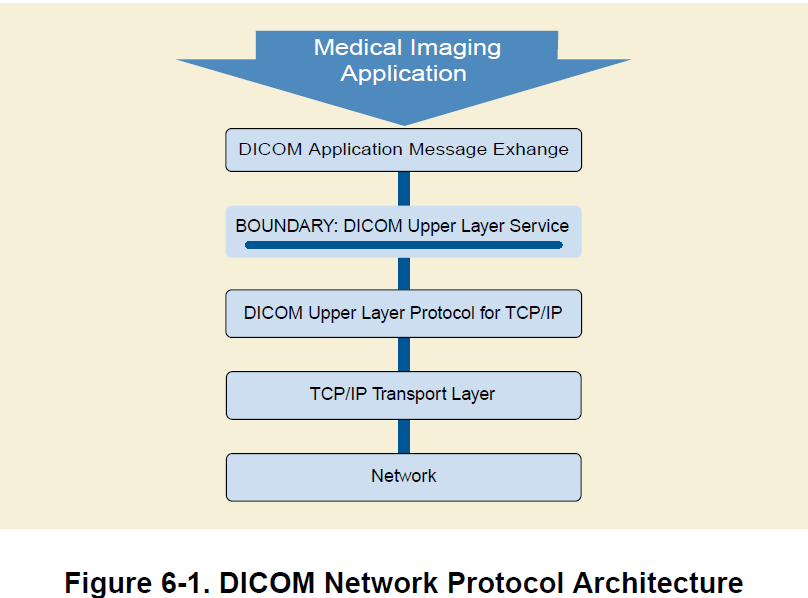 Medical Imaging
Application
DICOM Application Message Exhange
BOUNDARY: DICOM Upper Layer Service
DICOM Upper Layer Protocol for TCP/IP
TCP/IP Transport Layer
Network
Figure 6-1. DICOM Network Protocol Architecture